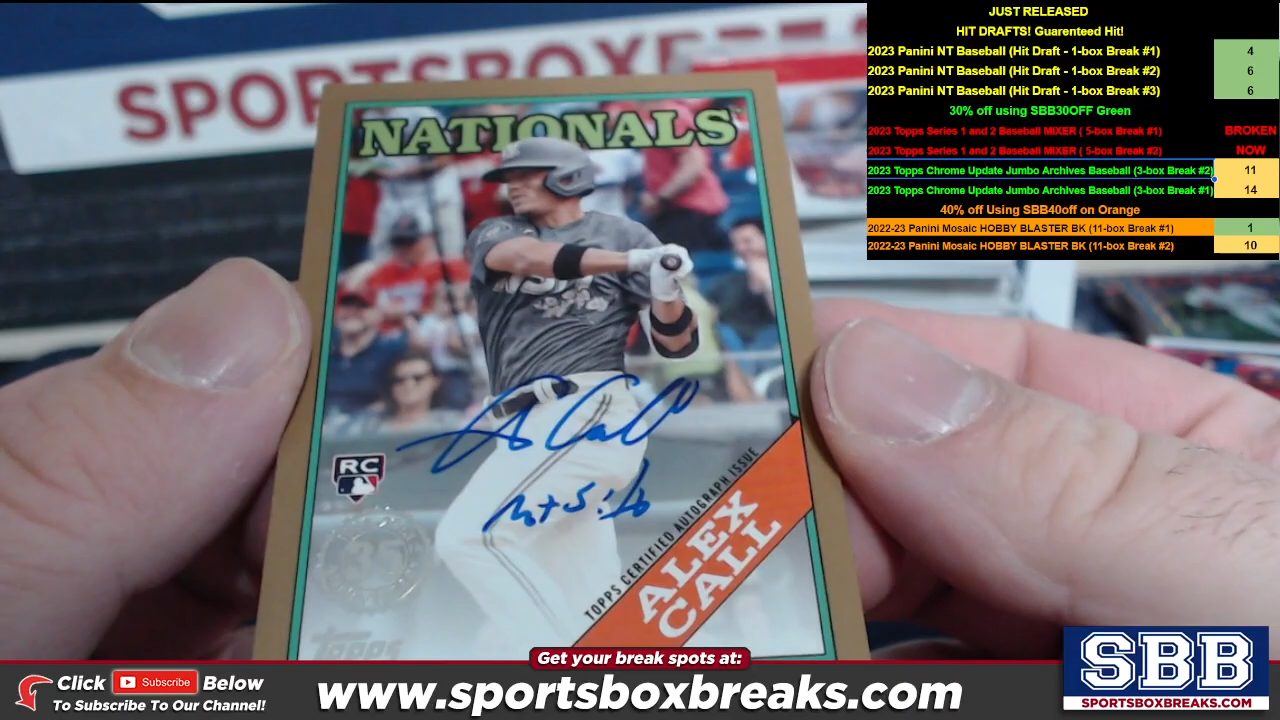 JUST RELEASED
HIT DRAFTS! Guarenteed Hit!
2023 Panini NT Baseball (Hit Draft - 1-box Break #1) 4
2023 Panini NT Baseball (Hit Draft - 1-box Break #2) 6
2023 Panini NT Baseball (Hit Draft - 1-box Break #3) 6
30% off using SBB30OFF Green
2023 Topps Series 1 and 2 Baseball MIXER ( 5-box Break #1) BROKEN
2023 Topps Series 1 and 2 Baseball MIXER ( 5-box Break #2) NOW
2023 Topps Chrome Update Jumbo Archives Baseball (3-box Break #2) 11
2023 Topps Chrome Update Jumbo Archives Baseball (3-box Break #1) 14
40% off Using SBB40off on Orange
2022-23 Panini Mosaic HOBBY BLASTER BK (11-box Break #1) 1
2022-23 Panini Mosaic HOBBY BLASTER BK (11-box Break #2) 10
SPORTSBOX
NATIONALS
A Call
RC
35
TOPPS CERTIFIED AUTOGRAPH ISSUE
ALEX
CALL
Topps
Get your break spots at:
Click Subscribe Below
To Subscribe To Our Channel!
www.sportsboxbreaks.com
SBB
SPORTSBOXBREAKS.COM